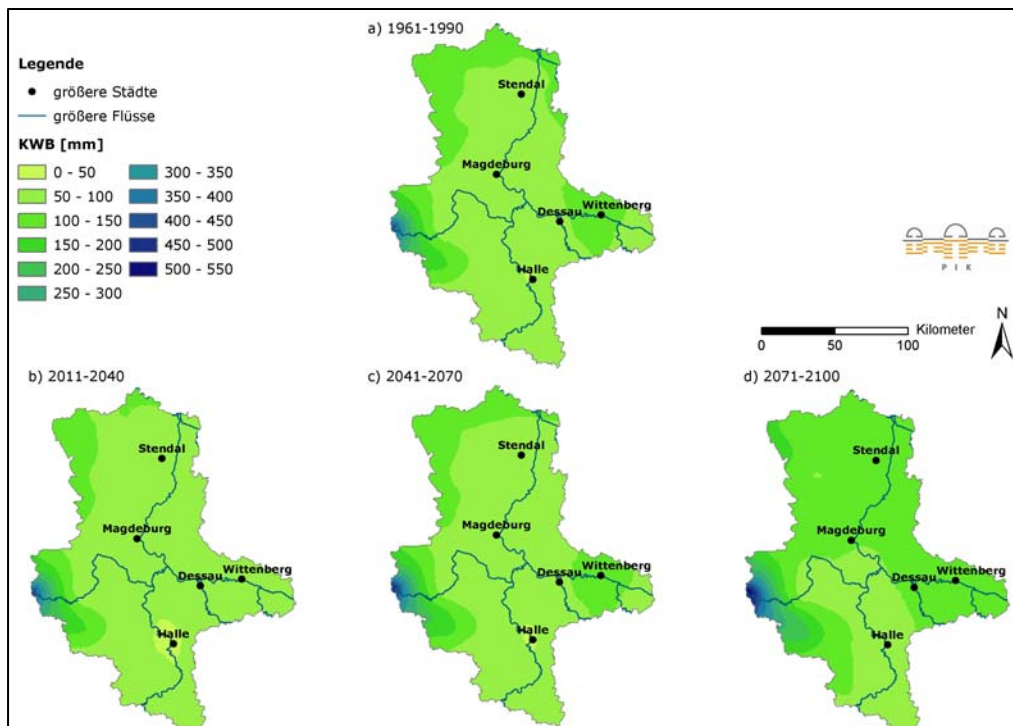 a) 1961-1990
Legende
größere Städte
größere Flüsse
KWB [mm]
0 - 50
50 - 100
100 - 150
150 - 200
200 - 250
250 - 300
300 - 350
350 - 400
400 - 450
450 - 500
500 - 550
Stendal
Magdeburg
Dessau
Wittenberg
Halle
P I K
Kilometer
0 50 100
N
b) 2011-2040
Stendal
Magdeburg
Dessau
Wittenberg
Halle
c) 2041-2070
Stendal
Magdeburg
Dessau
Wittenberg
Halle
d) 2071-2100
Stendal
Magdeburg
Dessau
Wittenberg
Halle